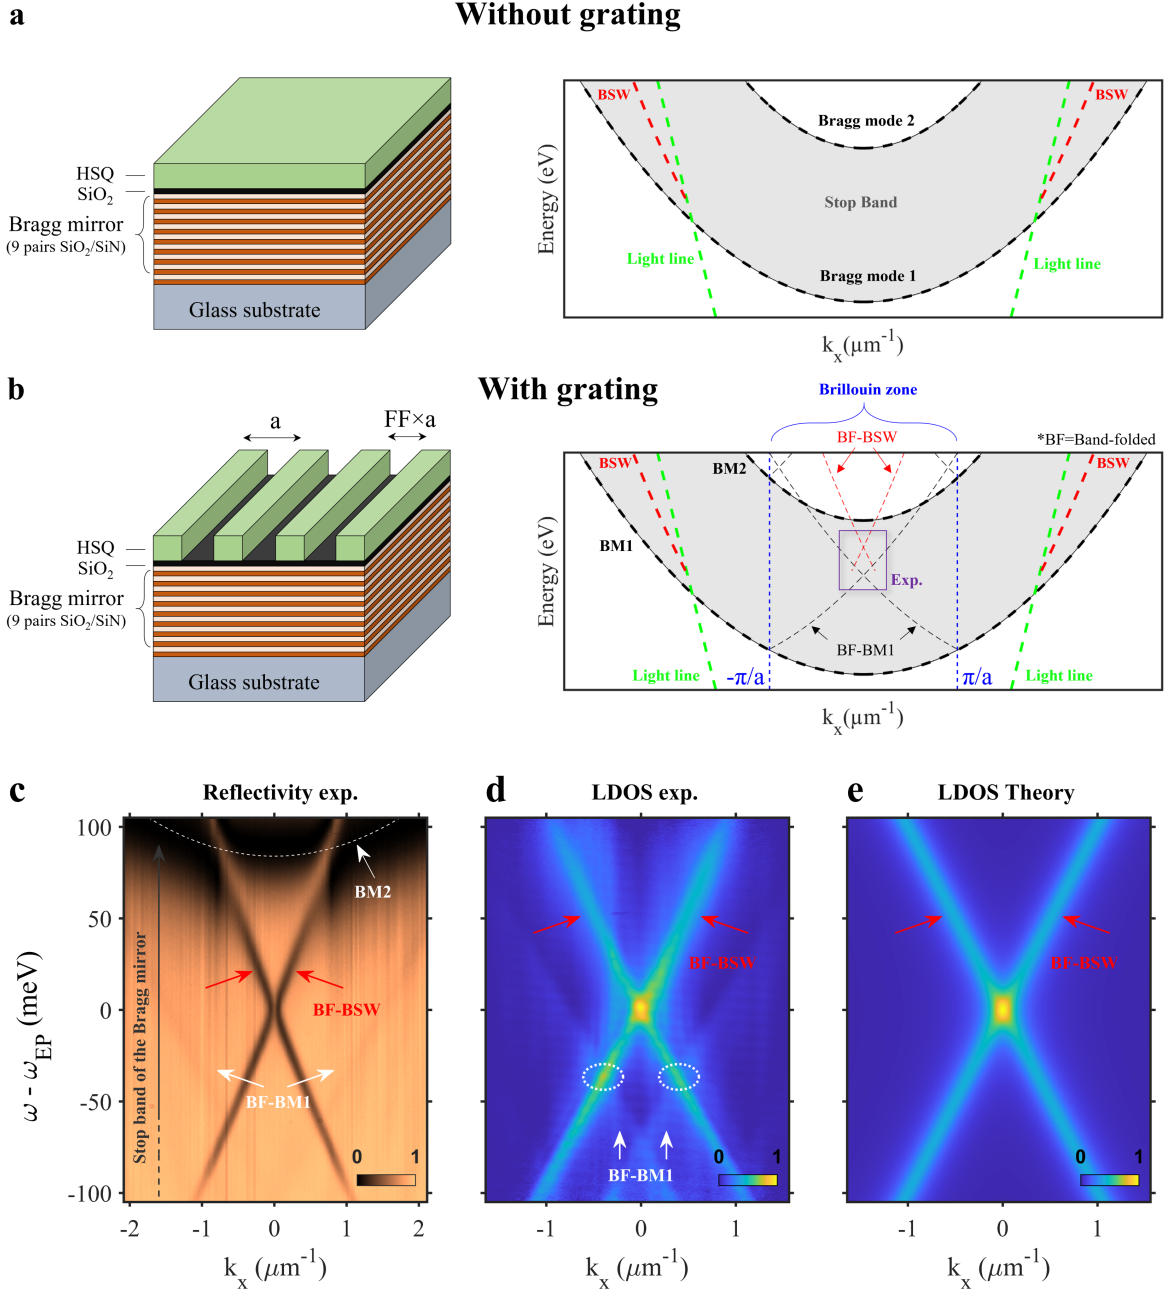 a
Without grating
HSQ
SiO2
Bragg mirror
(9 pairs SiO2/SiN)
Glass substrate
Energy (eV)
BSW
BSW
Bragg mode 2
Stop Band
Light line
Light line
Bragg mode 1
kx(μm-1)
b
With grating
a
FF×a
HSQ
SiO2
Bragg mirror
(9 pairs SiO2/SiN)
Glass substrate
Brillouin zone
BF-BSW
*BF=Band-folded
Energy (eV)
BSW
BM2
BSW
BM1
Exp.
BF-BM1
Light line
-π/a
π/a
Light line
kx(μm-1)
c
Reflectivity exp.
ω - ωEP (meV)
100
50
0
-50
-100
Stop band of the Bragg mirror
BM2
BF-BSW
BF-BM1
0
1
-2
-1
0
1
2
kx (μm-1)
d
LDOS exp.
BF-BSW
BF-BM1
0
1
-1
0
1
kx (μm-1)
e
LDOS Theory
BF-BSW
0
1
-1
0
1
kx (μm-1)